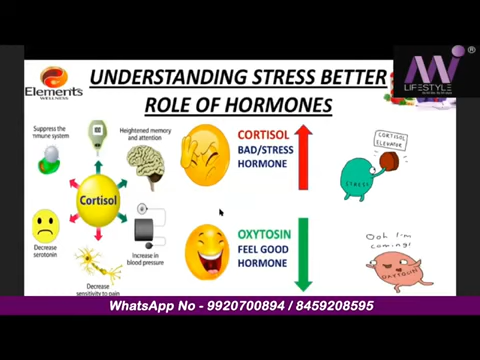 Elements
WELLNESS
UNDERSTANDING STRESS BETTER
ROLE OF HORMONES
Mi
LIFESTYLE
Suppress the
immune system
Heightened memory
and attention
Cortisol
Decrease
serotonin
Increase in
blood pressure
Decrease
sensitivity to pain
CORTISOL
BAD/STRESS
HORMONE
OXYTOSIN
FEEL GOOD
HORMONE
CORTISOL
ELEVATOR
STRESS
Ooh I'm
coming!
OXYTOCIN
WhatsApp No - 9920700894 / 8459208595